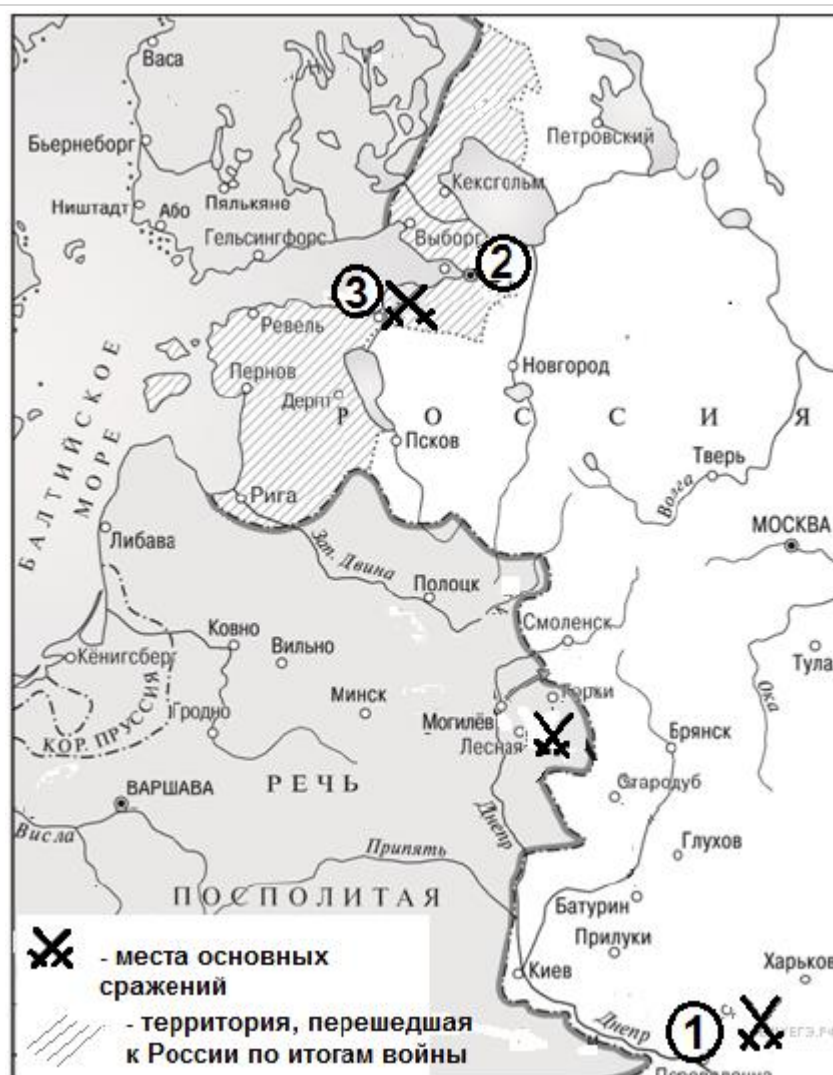 Васа
Петровский
Бьернеборг
Кексгольм
Пялькяне
Ништадт
Або
Гельсингфорс
Выборг
2
3
Ревель
Новгород
Пернов
Дерпт
РОССИЯ
БАЛТИЙСКОЕ
МОРЕ
Псков
Тверь
Волга
Рига
МОСКВА
Либава
Зап. Двина
Полоцк
Смоленск
Ковно
Вильно
Тула
Кёнигсберг
Ока
КОР. ПРУССИЯ
Минск
Горки
Гродно
Могилёв
Лесная
Брянск
РЕЧЬ
ВАРШАВА
Стародуб
Висла
Днепр
Припять
Глухов
ПОСПОЛИТАЯ
Батурин
Прилуки
- места основных
сражений
Киев
Харьков
- территория, перешедшая
к России по итогам войны
Днепр
1